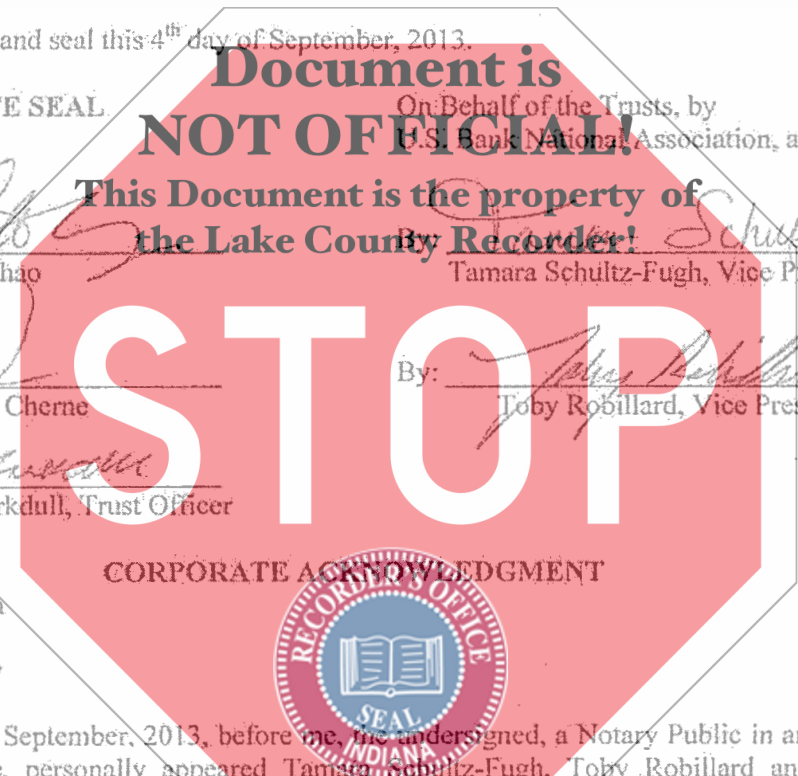 and seal this 4th day of September, 2013.
Document is
E SEAL
On Behalf of the Trusts, by
NOT OFFICIAL!
U.S. Bank National Association, a
This Document is the property of
the Lake County Recorder!
By:
hao
Tamara Schultz-Fugh, Vice P
STOP
By:
Cherne
Toby Robillard, Vice Pres
rkdull, Trust Officer
CORPORATE ACKNOWLEDGMENT
RECORDER'S OFFICE
SEAL
INDIANA
September, 2013, before me, the undersigned, a Notary Public in a
personally appeared Tamara Schultz-Fugh, Toby Robillard an